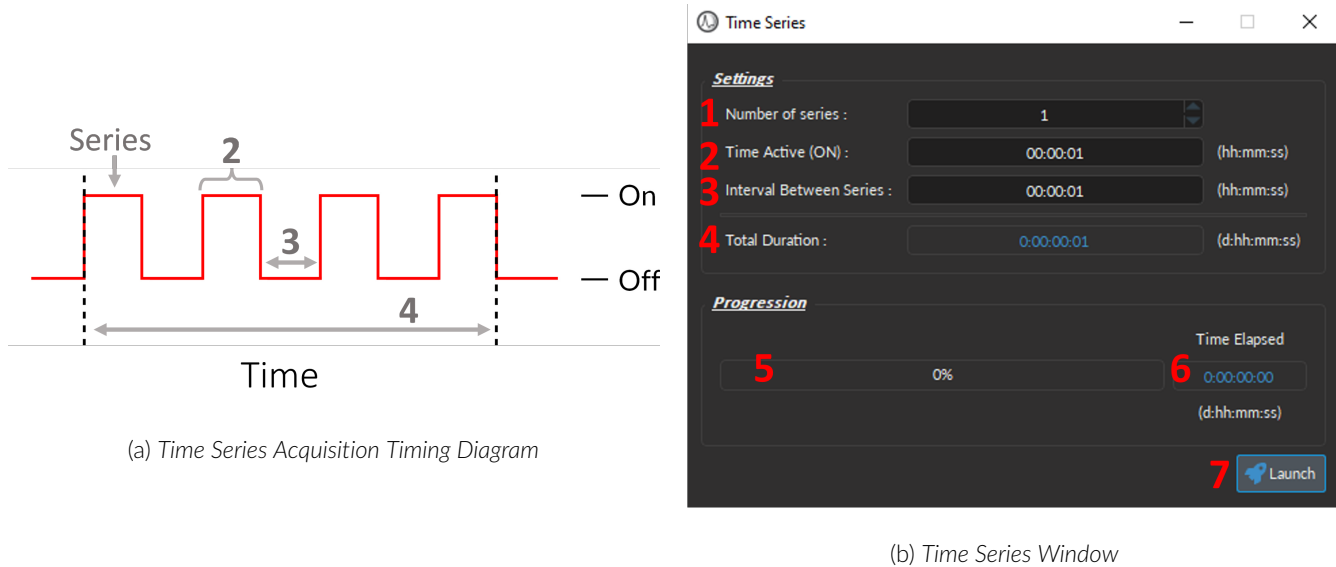 Series
2
On
3
Off
4
Time
(a) Time Series Acquisition Timing Diagram
Time Series
Settings
1 Number of series : 1
2 Time Active (ON) : 00:00:01 (hh:mm:ss)
3 Interval Between Series : 00:00:01 (hh:mm:ss)
4 Total Duration : 0:00:00:01 (d:hh:mm:ss)
Progression
Time Elapsed
5 0% 6 0:00:00:00
(d:hh:mm:ss)
7 Launch
(b) Time Series Window